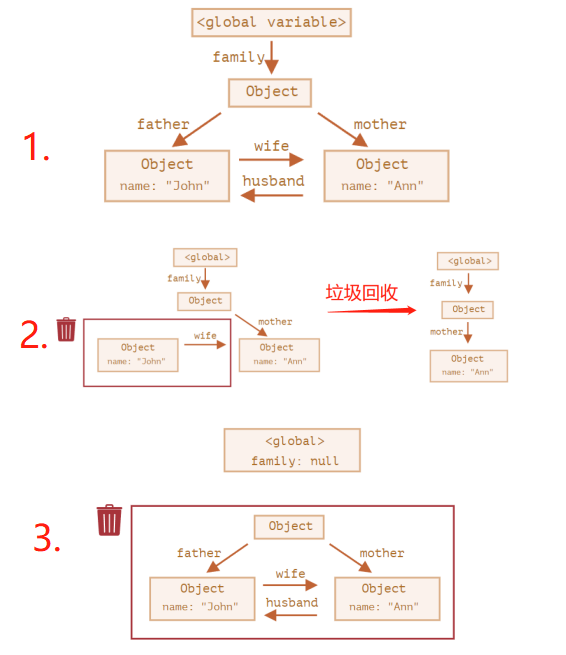 <global variable>
family
Object
father
mother
1.
wife
Object
name: "John"
Object
name: "Ann"
husband
<global>
family
Object
mother
2.
wife
Object
name: "John"
Object
name: "Ann"
垃圾回收
<global>
family
Object
mother
Object
name: "Ann"
<global>
family: null
3.
Object
father
mother
wife
Object
name: "John"
Object
name: "Ann"
husband